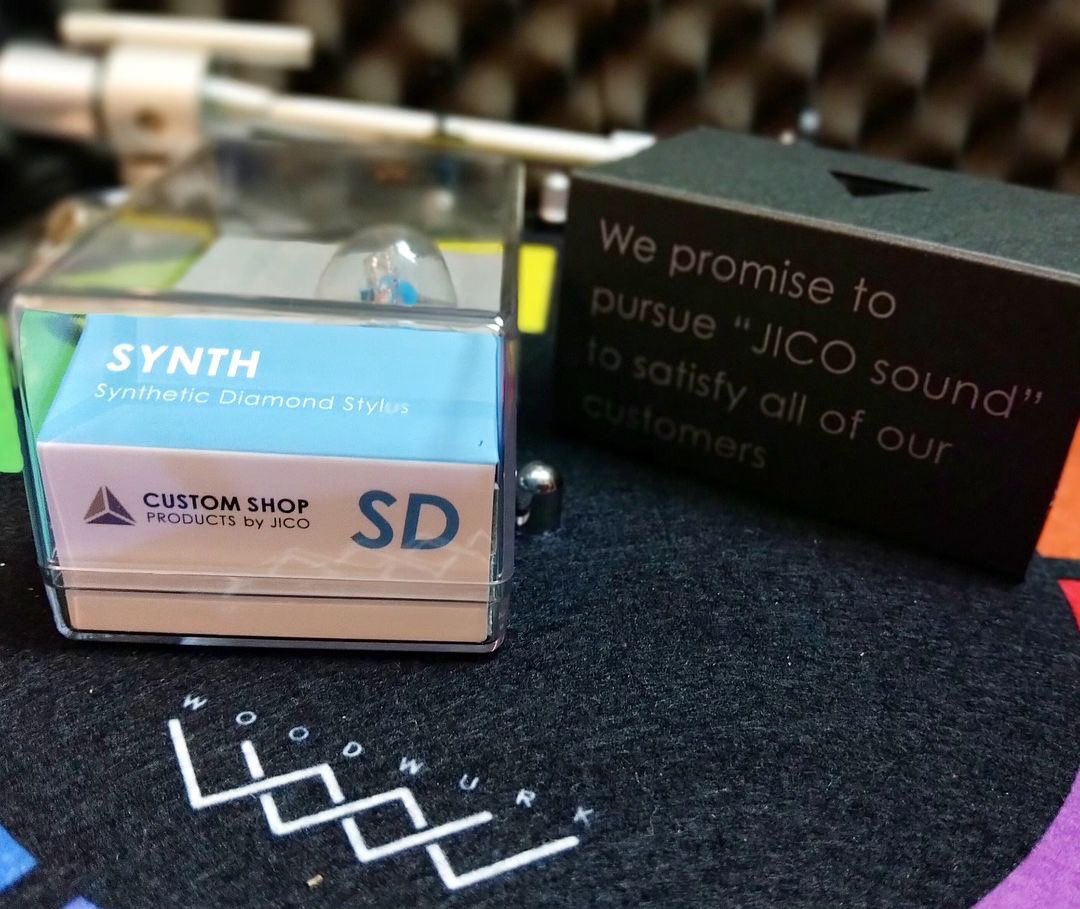 SYNTH
Synthetic Diamond Stylus
CUSTOM SHOP
PRODUCTS by JICO
SD
We promise to
pursue “JICO sound”
to satisfy all of our
customers
WOODWURK